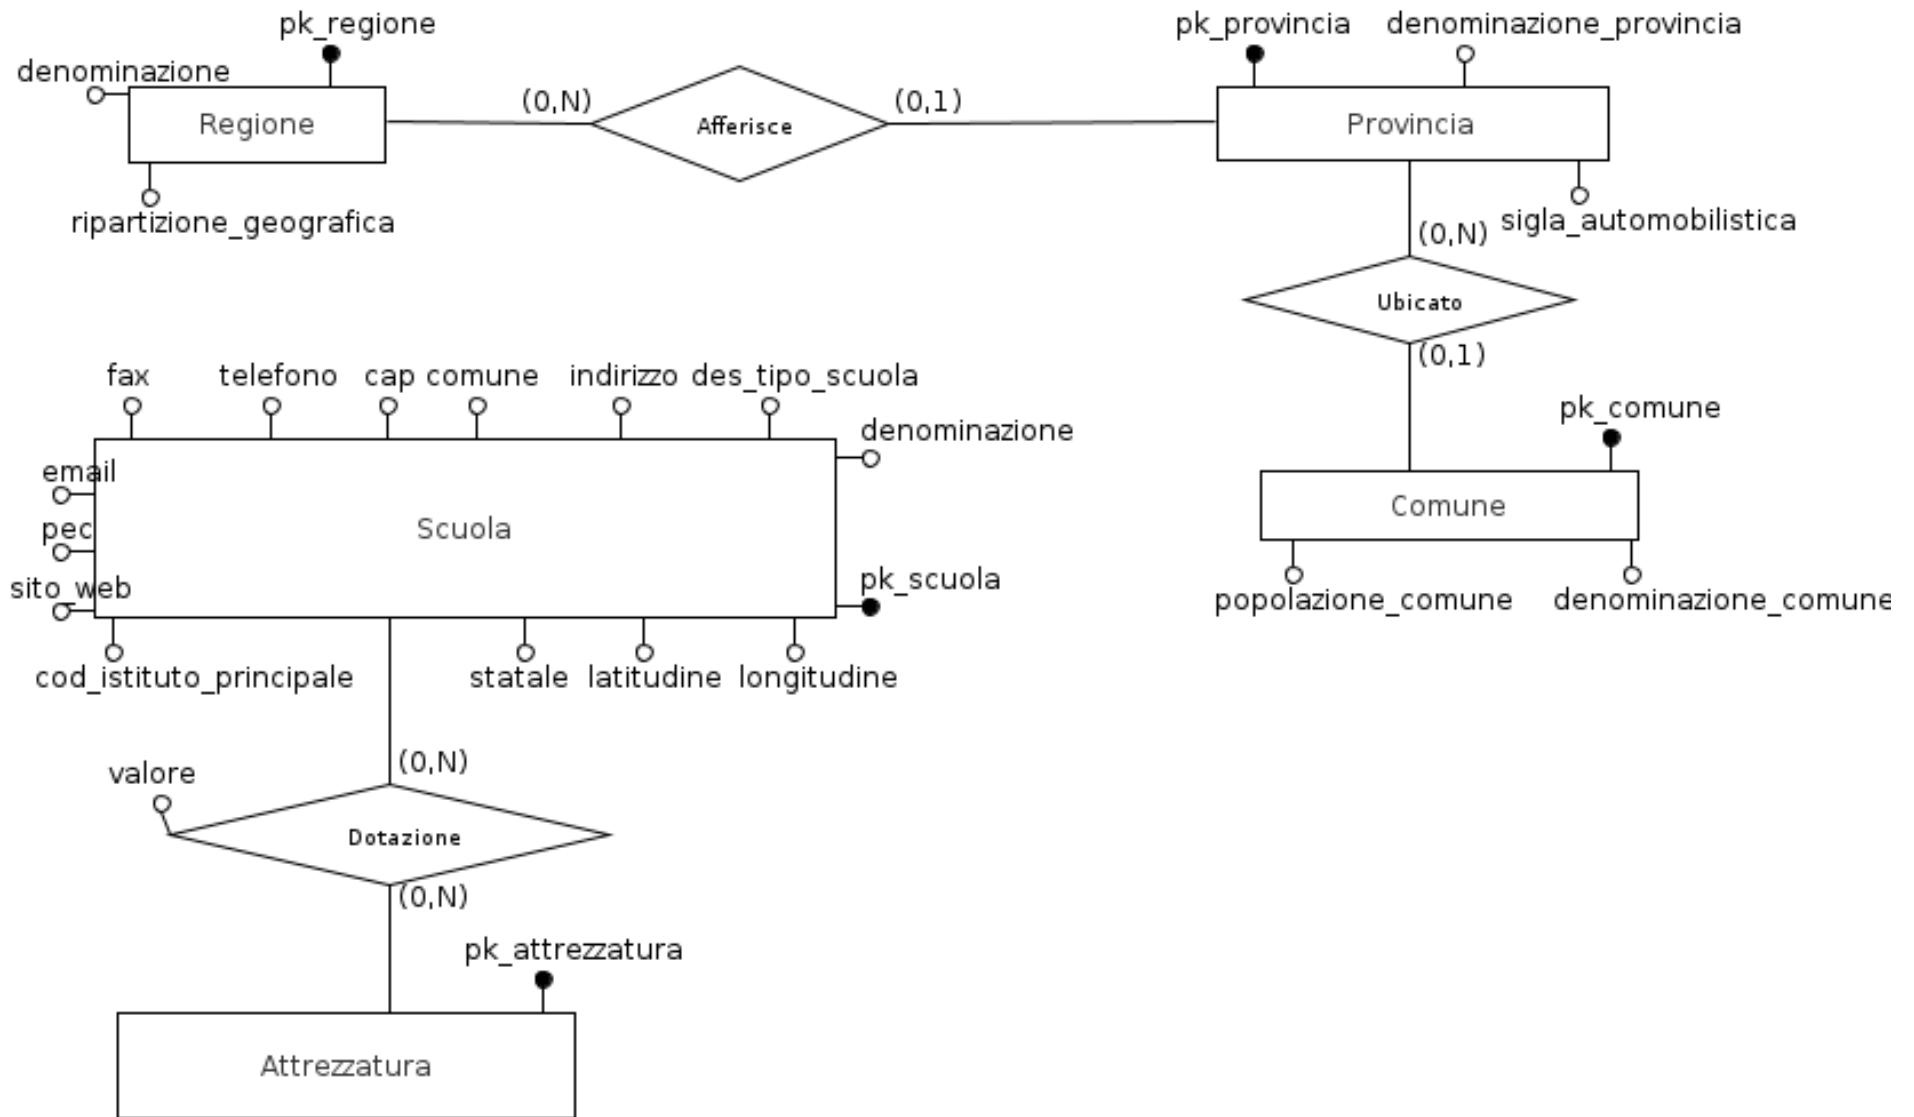 pk_regione
pk_provincia denominazione_provincia
denominazione
(0,N) (0,1)
Regione Afferisce Provincia
ripartizione_geografica sigla_automobilistica
(0,N)
Ubicato
(0,1)
fax telefono cap comune indirizzo des_tipo_scuola
pk_comune
denominazione
email
Comune
pec Scuola
sito_web pk_scuola
popolazione_comune denominazione_comune
cod_istituto_principale statale latitudine longitudine
(0,N)
valore
Dotazione
(0,N)
pk_attrezzatura
Attrezzatura